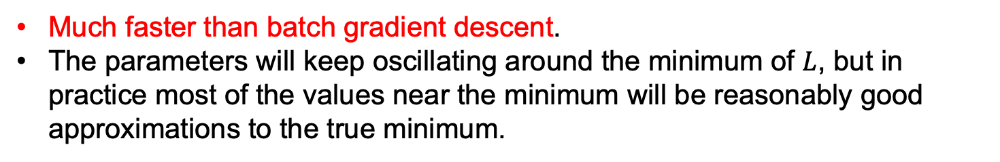 • Much faster than batch gradient descent.
• The parameters will keep oscillating around the minimum of L, but in
practice most of the values near the minimum will be reasonably good
approximations to the true minimum.